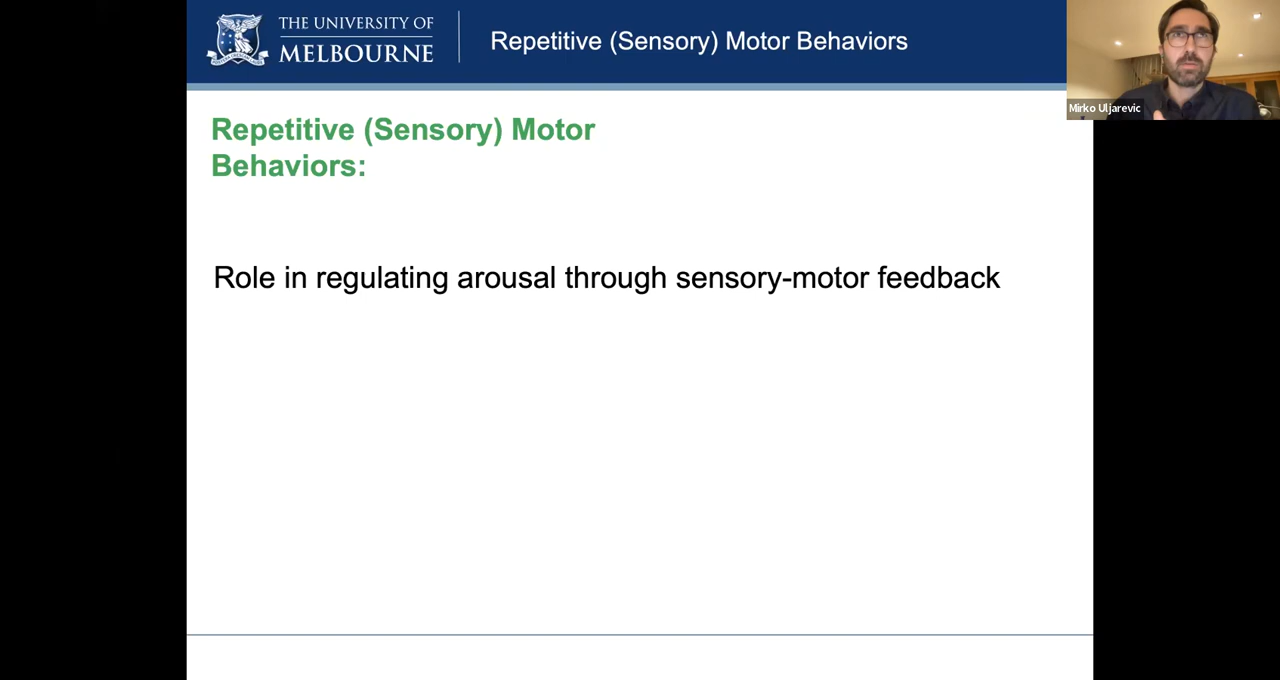 THE UNIVERSITY OF
MELBOURNE
Repetitive (Sensory) Motor Behaviors
Mirko Uljarevic
Repetitive (Sensory) Motor
Behaviors:
Role in regulating arousal through sensory-motor feedback